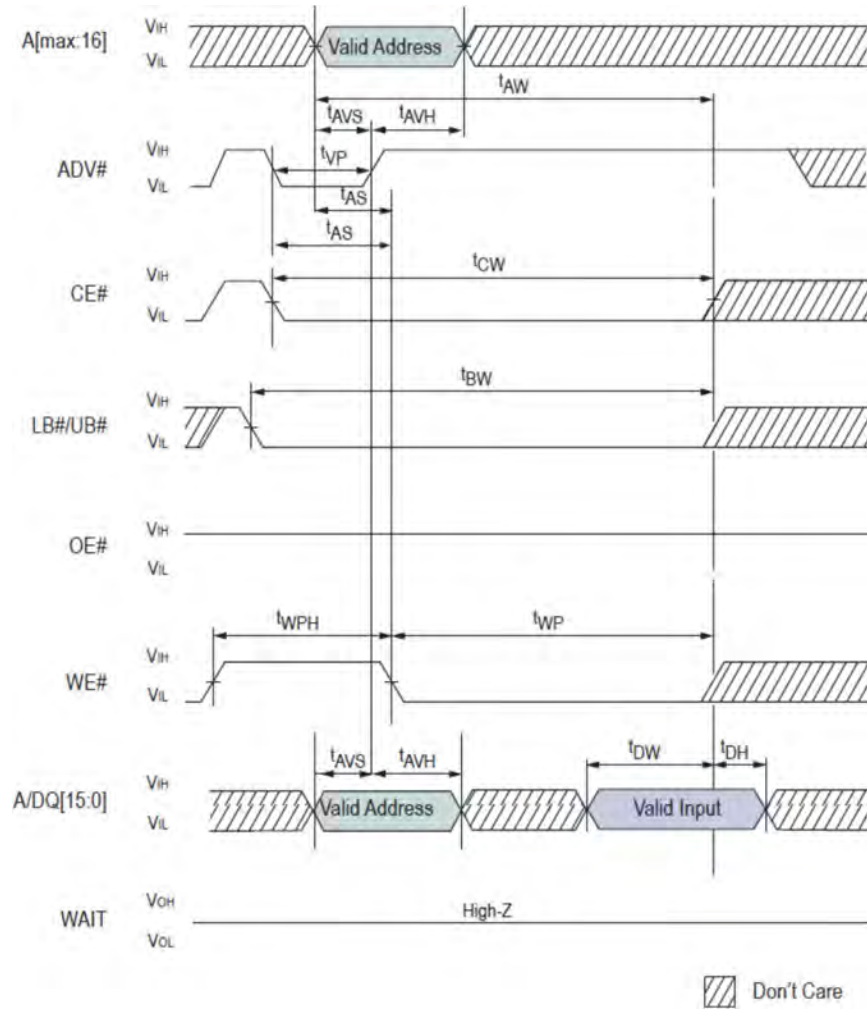 A[max:16] VIH Valid Address
VIL
tAW
tAVS tAVH
ADV# VIH tVP
VIL
tAS
tAS
tCW
CE# VIH
VIL
tBW
LB#/UB# VIH
VIL
OE# VIH
VIL
tWPH tWP
WE# VIH
VIL
tAVS tAVH tDW tDH
A/DQ[15:0] VIH Valid Address Valid Input
VIL
WAIT VOH High-Z
VOL
Don't Care